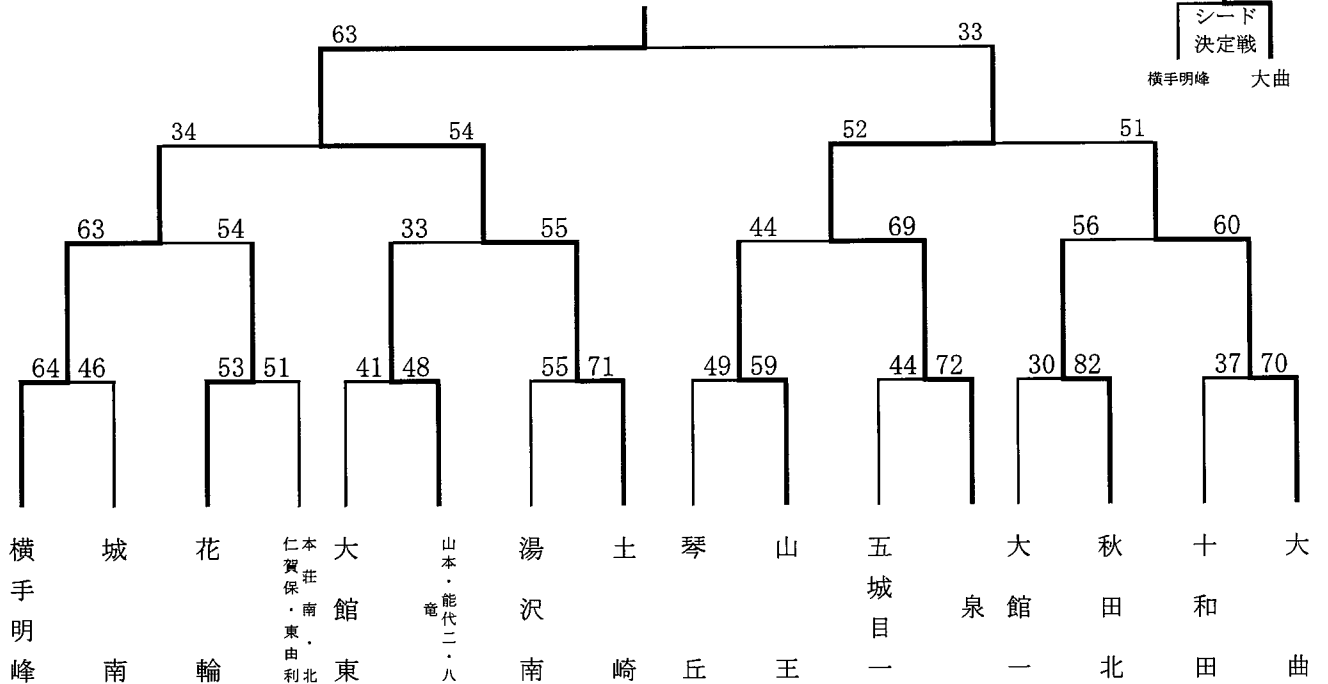 63 33
シード
決定戦
横手明峰 大曲
34 54 52 51
63 54 33 55 44 69 56 60
64 46 53 51 41 48 55 71 49 59 44 72 30 82 37 70
横手明峰
城南
花輪
本荘南・北
仁賀保・東由利
大館東
山本・能代二・八
竜
湯沢南
土崎
琴丘
山王
五城目一
泉
大館一
秋田北
十和田
大曲